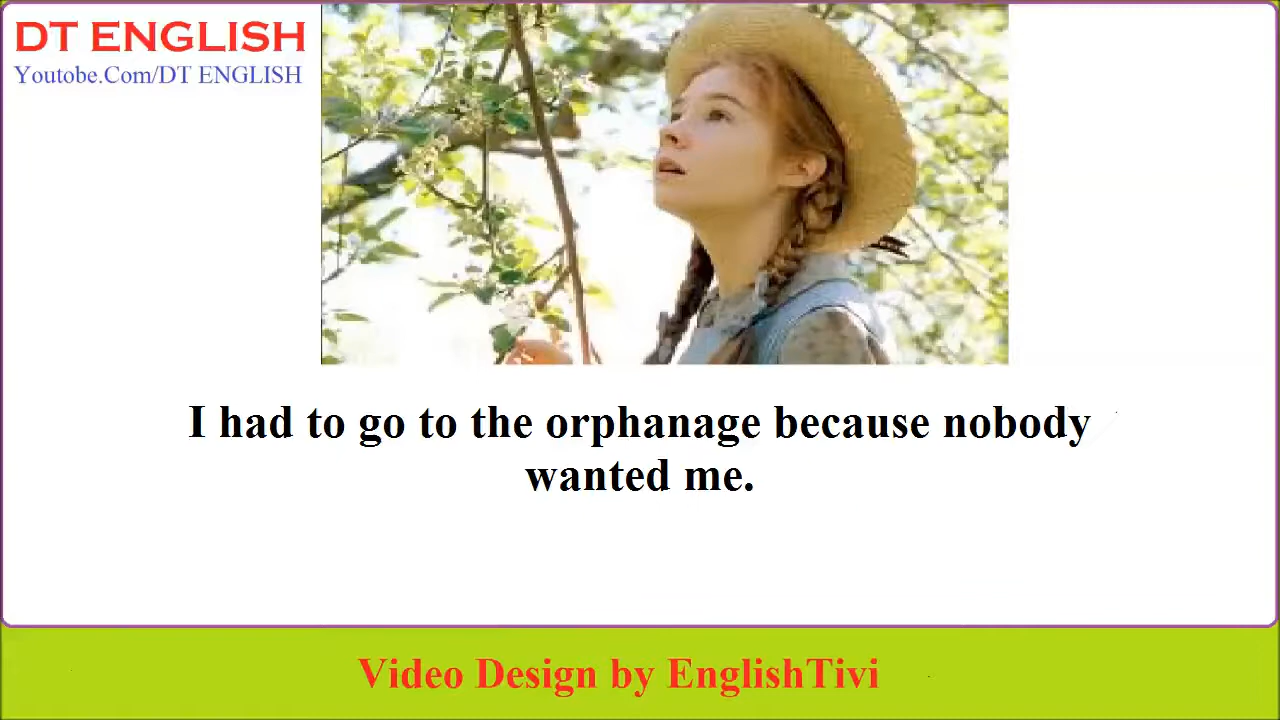 DT ENGLISH
Youtobe.Com/DT ENGLISH
I had to go to the orphanage because nobody
wanted me.
Video Design by EnglishTivi